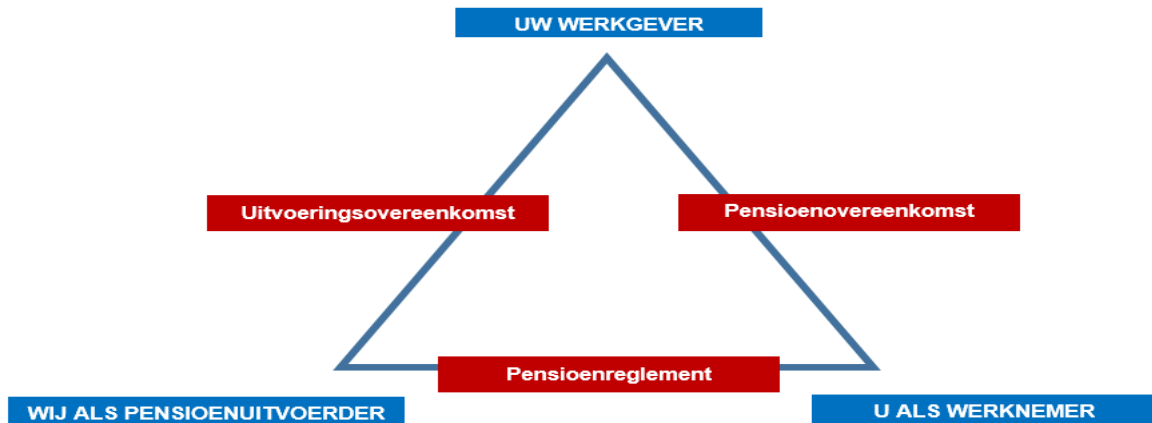 UW WERKGEVER
Uitvoeringsovereenkomst
Pensioenovereenkomst
Pensioenreglement
WIJ ALS PENSIOENUITVOERDER
U ALS WERKNEMER